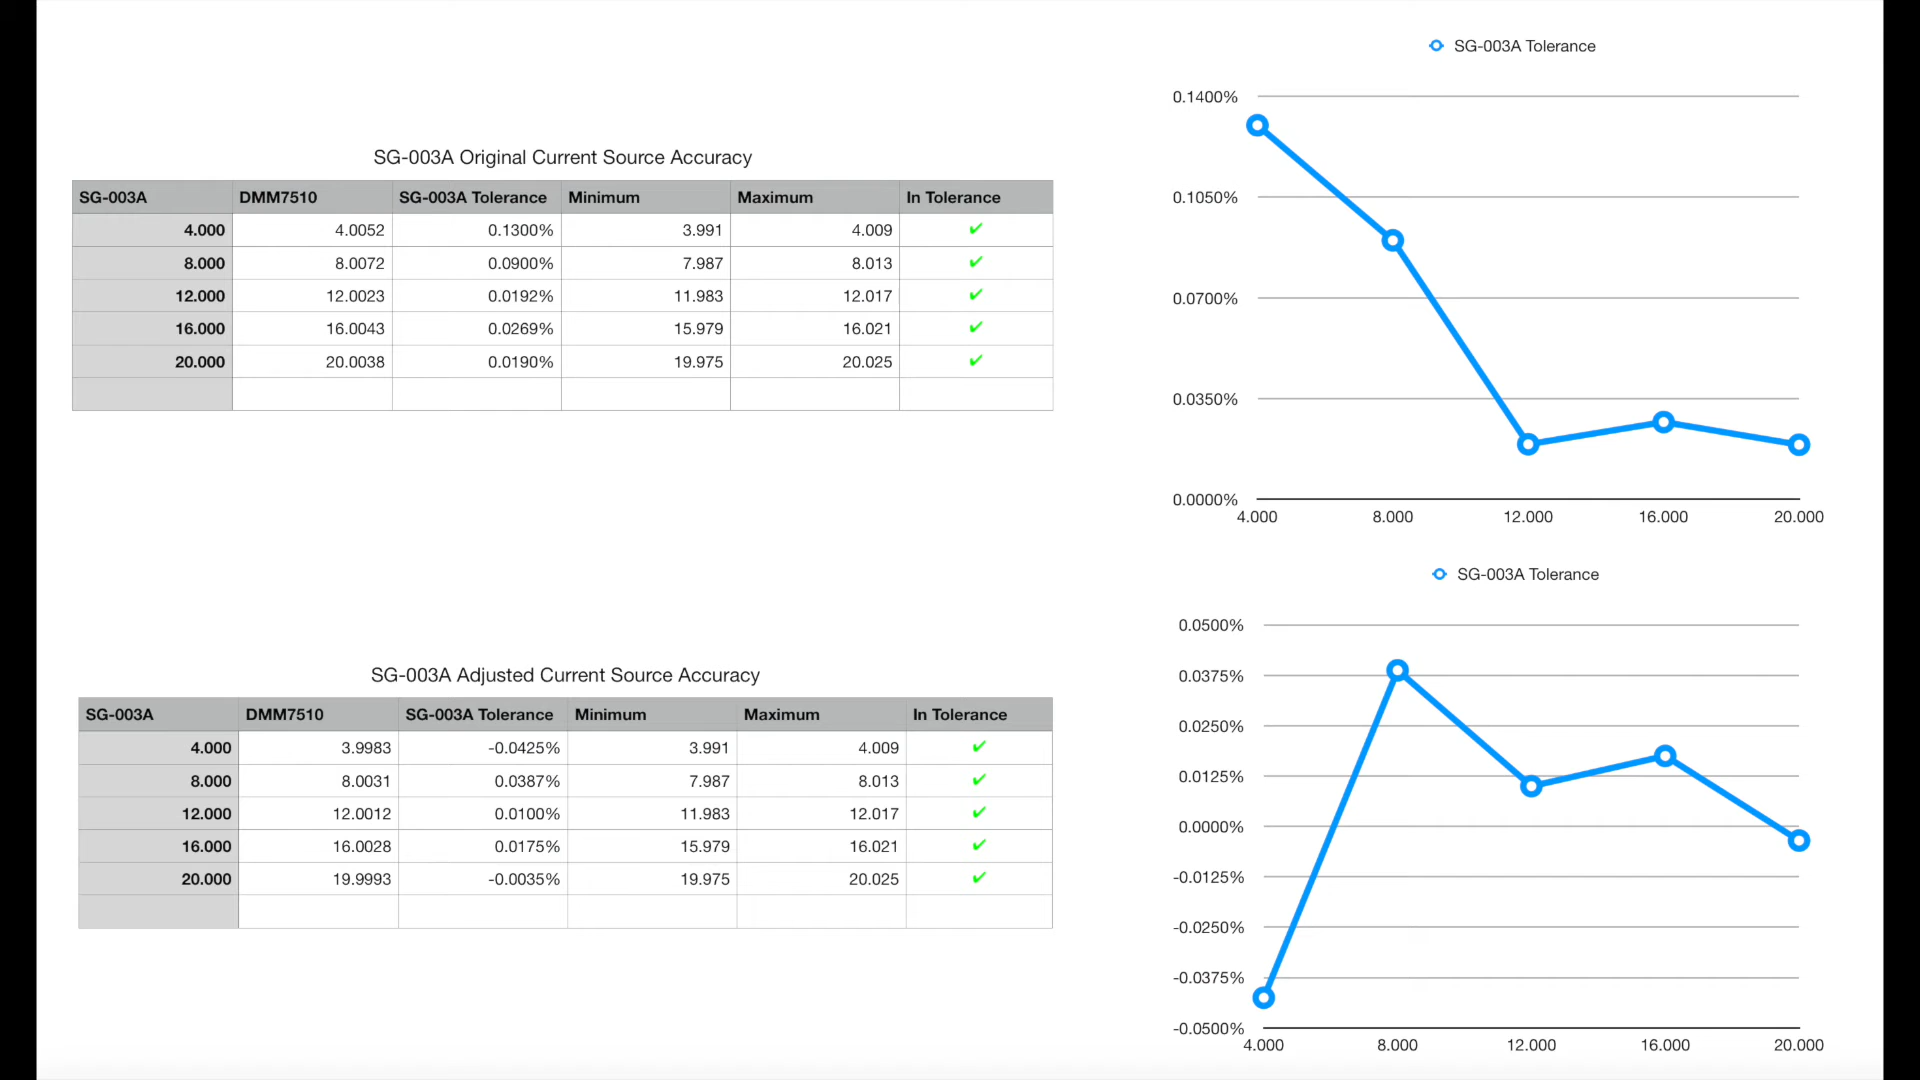 SG-003A Original Current Source Accuracy
SG-003A DMM7510 SG-003A Tolerance Minimum Maximum In Tolerance
4.000 4.0052 0.1300% 3.991 4.009 ✔
8.000 8.0072 0.0900% 7.987 8.013 ✔
12.000 12.0023 0.0192% 11.983 12.017 ✔
16.000 16.0043 0.0269% 15.979 16.021 ✔
20.000 20.0038 0.0190% 19.975 20.025 ✔
SG-003A Tolerance
0.1400%
0.1050%
0.0700%
0.0350%
0.0000%
4.000 8.000 12.000 16.000 20.000
SG-003A Adjusted Current Source Accuracy
SG-003A DMM7510 SG-003A Tolerance Minimum Maximum In Tolerance
4.000 3.9983 -0.0425% 3.991 4.009 ✔
8.000 8.0031 0.0387% 7.987 8.013 ✔
12.000 12.0012 0.0100% 11.983 12.017 ✔
16.000 16.0028 0.0175% 15.979 16.021 ✔
20.000 19.9993 -0.0035% 19.975 20.025 ✔
SG-003A Tolerance
0.0500%
0.0375%
0.0250%
0.0125%
0.0000%
-0.0125%
-0.0250%
-0.0375%
-0.0500%
4.000 8.000 12.000 16.000 20.000